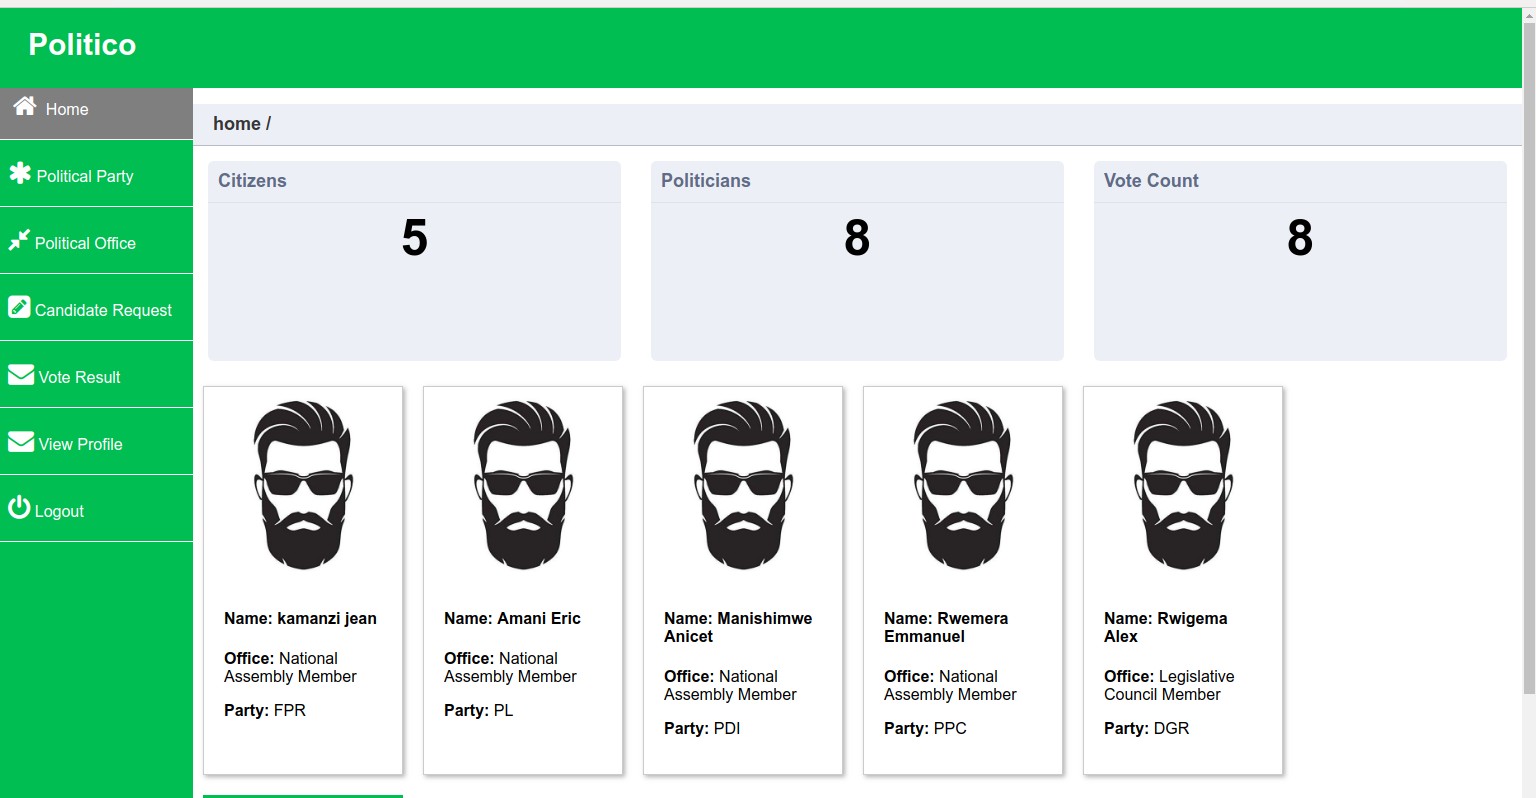 Politico
Home
Political Party
Political Office
Candidate Request
Vote Result
View Profile
Logout
home /
Citizens
5
Politicians
8
Vote Count
8
Name: kamanzi jean
Office: National
Assembly Member
Party: FPR
Name: Amani Eric
Office: National
Assembly Member
Party: PL
Name: Manishimwe
Anicet
Office: National
Assembly Member
Party: PDI
Name: Rwemera
Emmanuel
Office: National
Assembly Member
Party: PPC
Name: Rwigema
Alex
Office: Legislative
Council Member
Party: DGR